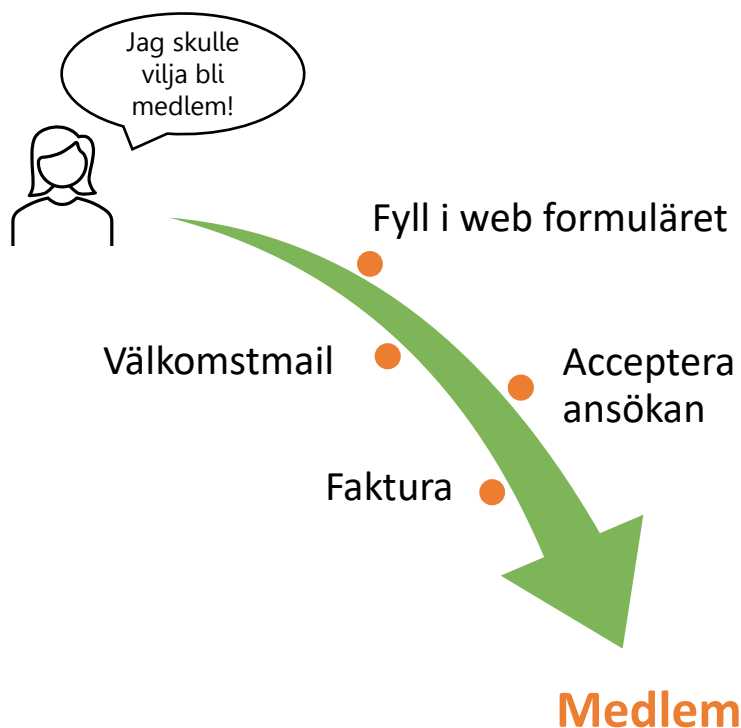 Jag skulle
vilja bli
medlem!
Fyll i web formuläret
Välkomstmail
Acceptera
ansökan
Faktura
Medlem